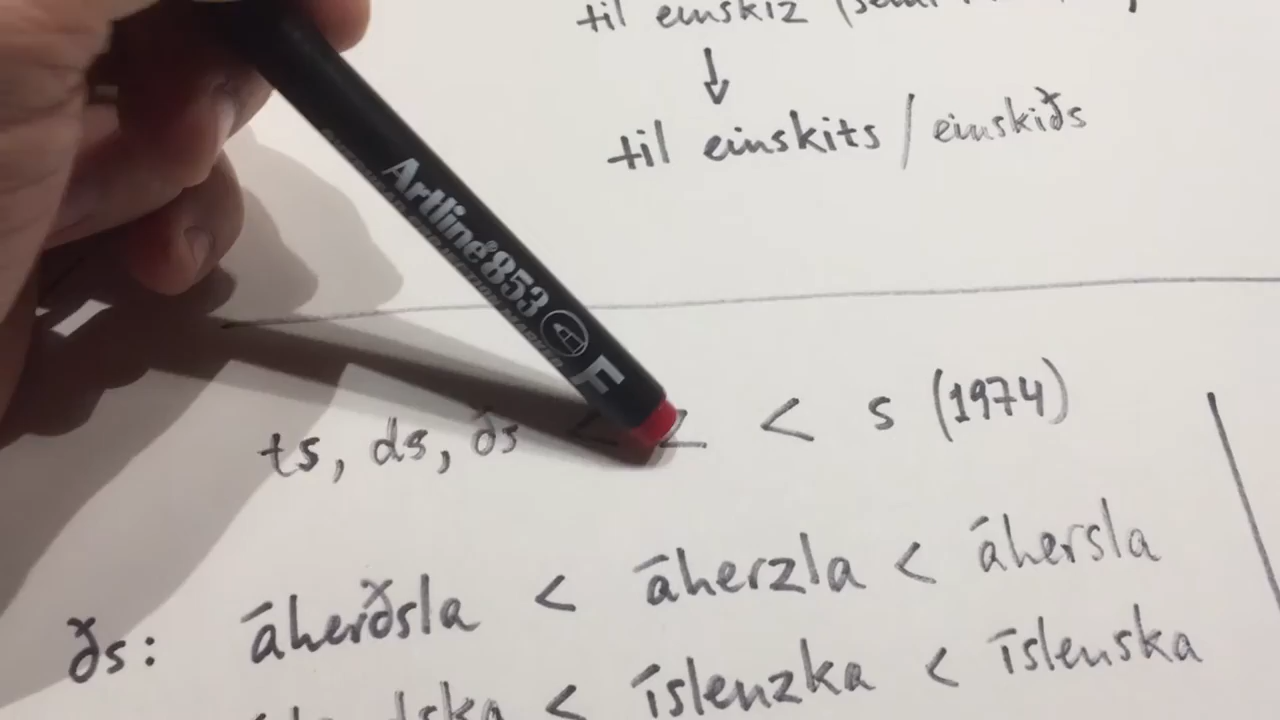 til einskiz
↓
til einskits / einskiðs
Artline® 853 F
ts, ds, ðs < z < s (1974)
ðs: áherðsla < áherzla < áhersla
< íslenzka < íslenska